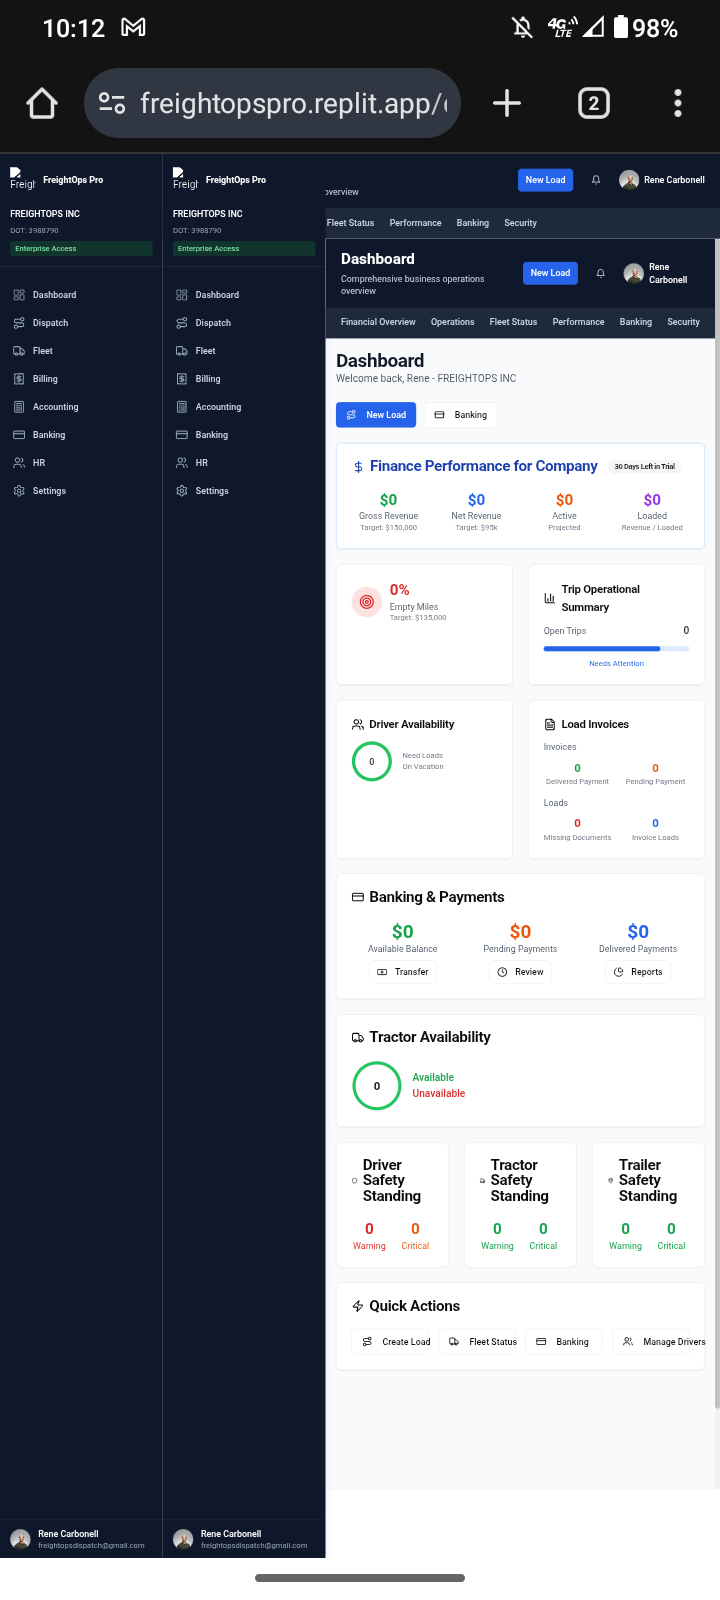 10:12
4G
LTE
98%
freightopspro.replit.app/
2
Freigh
FreightOps Pro
FREIGHTOPS INC
DOT: 3988790
Enterprise Access
Dashboard
Dispatch
Fleet
Billing
Accounting
Banking
HR
Settings
Rene Carbonell
freightopsdispatch@gmail.com
Freigh
FreightOps Pro
FREIGHTOPS INC
DOT: 3988790
Enterprise Access
Dashboard
Dispatch
Fleet
Billing
Accounting
Banking
HR
Settings
Rene Carbonell
freightopsdispatch@gmail.com
overview
New Load
Rene Carbonell
Fleet Status Performance Banking Security
Dashboard
Comprehensive business operations
overview
New Load
Rene
Carbonell
Financial Overview Operations Fleet Status Performance Banking Security
Dashboard
Welcome back, Rene - FREIGHTOPS INC
New Load Banking
Finance Performance for Company 30 Days Left in Trial
$0 $0 $0 $0
Gross Revenue Net Revenue Active Loaded
Target: $150,000 Target: $95k Projected Revenue / Loaded
0%
Empty Miles
Target: $135,000
Trip Operational
Summary
Open Trips 0
Needs Attention
Driver Availability
0
Need Loads
On Vacation
Load Invoices
Invoices
0 0
Delivered Payment Pending Payment
Loads
0 0
Missing Documents Invoice Loads
Banking & Payments
$0 $0 $0
Available Balance Pending Payments Delivered Payments
Transfer Review Reports
Tractor Availability
0
Available
Unavailable
Driver
Safety
Standing
0 0
Warning Critical
Tractor
Safety
Standing
0 0
Warning Critical
Trailer
Safety
Standing
0 0
Warning Critical
Quick Actions
Create Load Fleet Status Banking Manage Drivers